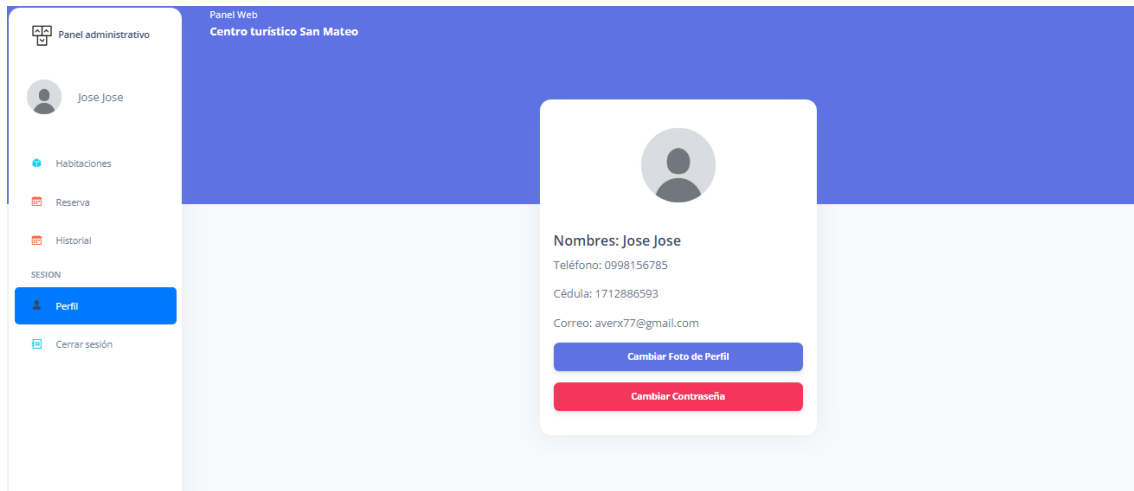 Panel administrativo
Jose Jose
Habitaciones
Reserva
Historial
SESION
Perfil
Cerrar sesión
Panel Web
Centro turístico San Mateo
Nombres: Jose Jose
Teléfono: 0998156785
Cédula: 1712886593
Correo: averx77@gmail.com
Cambiar Foto de Perfil
Cambiar Contraseña